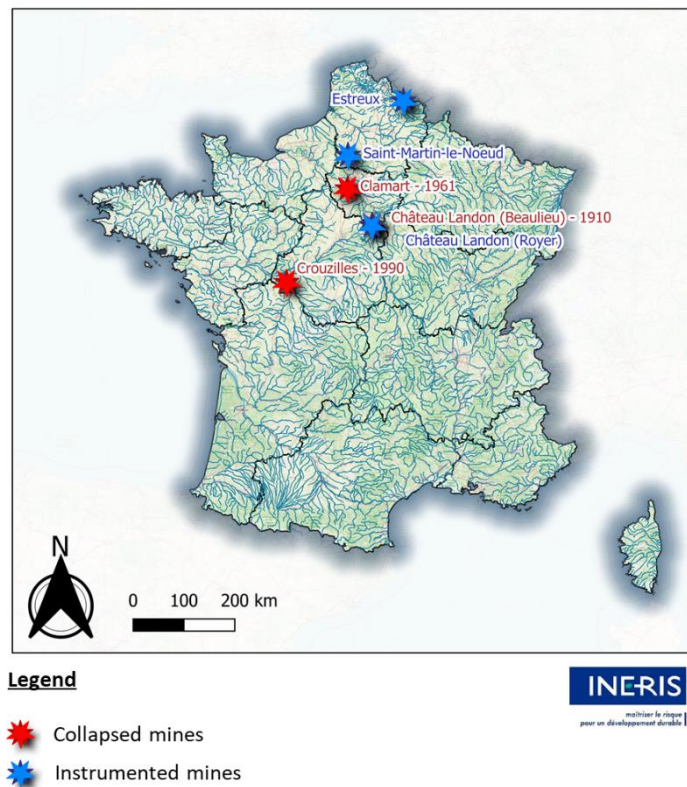 Estreux
Saint-Martin-le-Noeud
Clamart - 1961
Château Landon (Beaulieu) - 1910
Château Landon (Royer)
Crouzilles - 1990
N
0 100 200 km
Legend
INERIS
maîtriser le risque
pour un développement durable
Collapsed mines
Instrumented mines